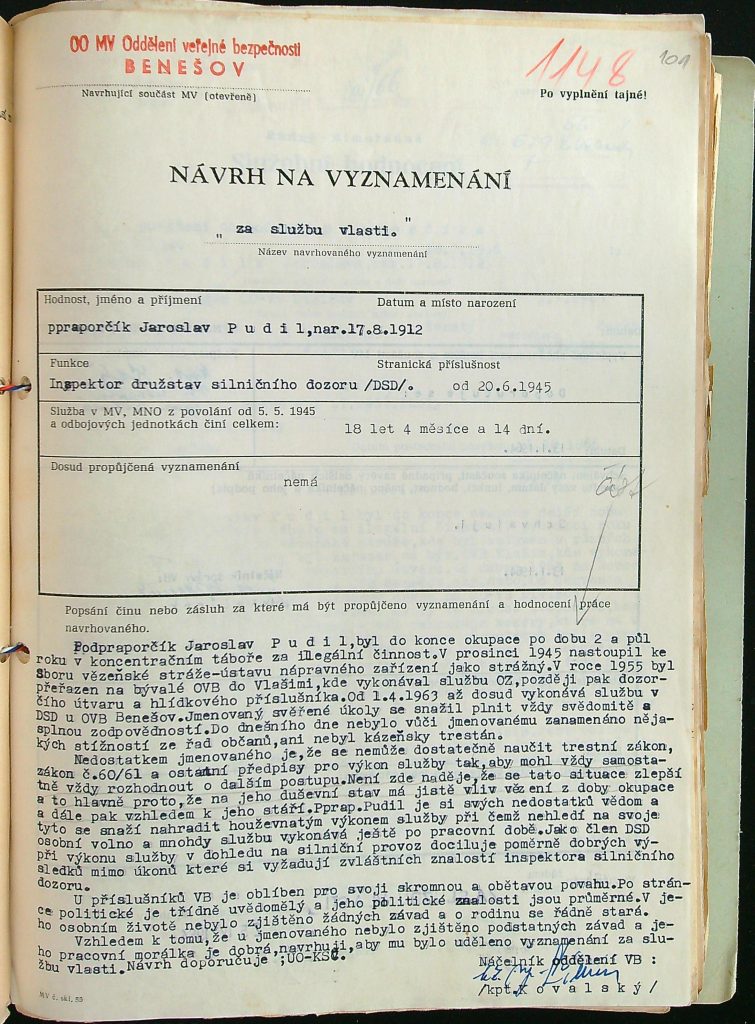 OO MV Oddělení veřejné bezpečnosti
BENEŠOV
Navrhující součást MV (otevřeně)
1148
101
Po vyplnění tajné!
NÁVRH NA VYZNAMENÁNÍ
„ za službu vlasti. "
Název navrhovaného vyznamenání
Hodnost, jméno a příjmení Datum a místo narození
ppraporčík Jaroslav P u d i l,nar.17.8.1912
Funkce Stranická příslušnost
Inspektor družstav silničního dozoru /DSD/. od 20.6.1945
Služba v MV, MNO z povolání od 5. 5. 1945
a odbojových jednotkách činí celkem: 18 let 4 měsíce a 14 dní.
Dosud propůjčená vyznamenání
nemá
Popsání činu nebo zásluh za které má být propůjčeno vyznamenání a hodnocení práce
navrhovaného.
Podpraporčík Jaroslav P u d i l,byl do konce okupace po dobu 2 a půl
roku v koncentračním táboře za illegální činnost.V prosinci 1945 nastoupil ke
Sboru vězeňské stráže-ústavu nápravného zařízení jako strážný.V roce 1955 byl
přeřazen na bývalé OVB do Vlašimi,kde vykonával službu OZ,později pak dozor-
čího útvaru a hlídkového příslušníka.Od 1.4.1963 až dosud vykonává službu v
DSD u OVB Benešov.Jmenovaný svěřené úkoly se snažil plnit vždy svědomitě a
splnou zodpovědností.Do dnešního dne nebylo vůči jmenovanému zanamenáno něja-
kých stížností ze řad občanů,ani nebyl kázeňsky trestán.
Nedostatkem jmenovaného je,že se nemůže dostatečně naučit trestní zákon,
zákon č.60/61 a ostatní předpisy pro výkon služby tak,aby mohl vždy samosta-
tně vždy rozhodnout o dalším postupu.Není zde naděje,že se tato situace zlepší
a to hlavně proto,že na jeho duševní stav má jistě vliv vězení z doby okupace
a dále pak vzhledem k jeho stáří.Pprap.Pudil je si svých nedostatků vědom a
tyto se snaží nahradit houževnatým výkonem služby při čemž nehledí na svoje
osobní volno a mnohdy službu vykonává ještě po pracovní době.Jako člen DSD
při výkonu služby v dohledu na silniční provoz dociluje poměrně dobrých vý-
sledků mimo úkonů které si vyžadují zvláštních znalostí inspektora silničního
dozoru.
U příslušníků VB je oblíben pro svoji skromnou a obětavou povahu.Po strán-
ce politické je třídně uvědomělý a jeho politické znalosti jsou průměrné.V je-
ho osobním životě nebylo zjištěno žádných závad a o rodinu se řádně stará.
Vzhledem k tomu,že u jmenovaného nebylo zjištěno podstatných závad a je-
ho pracovní morálka je dobrá,navrhuji,aby mu bylo uděleno vyznamenání za slu-
žbu vlasti.Návrh doporučuje ;ÚO-KSČ.
Náčelník oddělení VB :
/kpt.K o v a l s k ý /
MV č. skl. 53